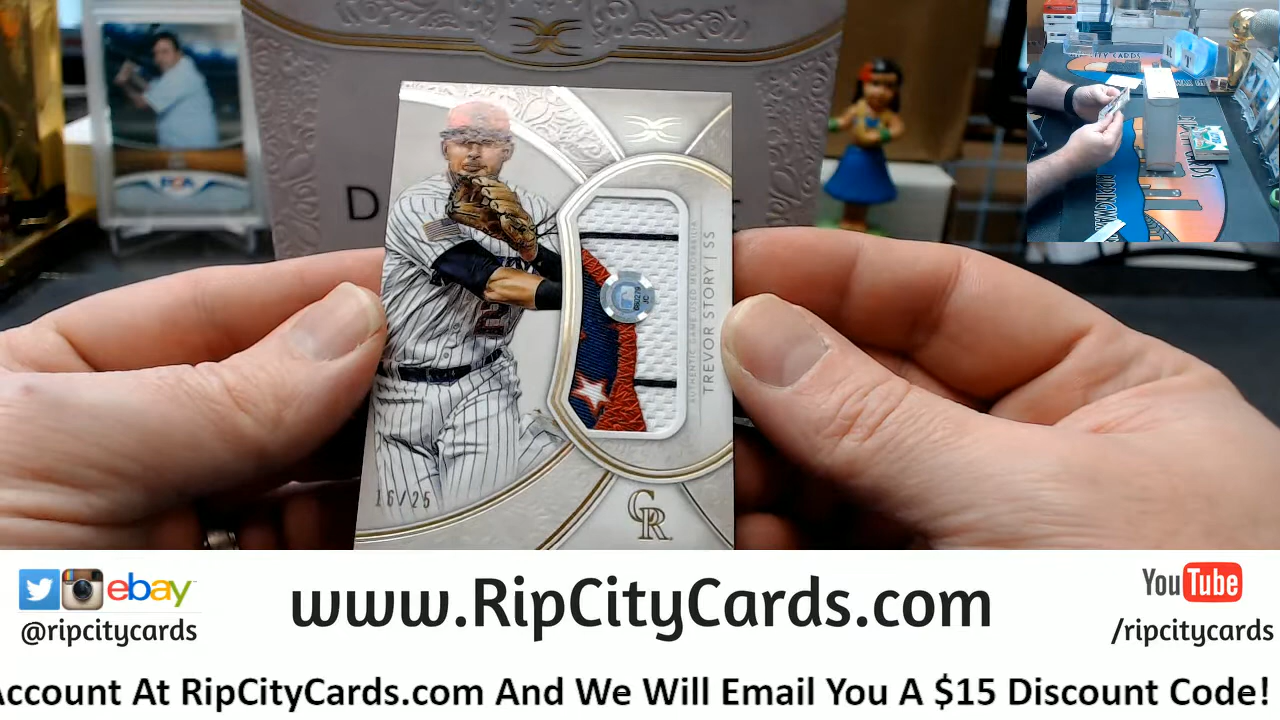 D
AUTHENTIC GAME USED MEMORABILIA
TREVOR STORY | SS
16/25
CR
ebay
@ripcitycards
www.RipCityCards.com
YouTube
/ripcitycards
Account At RipCityCards.com And We Will Email You A $15 Discount Code!